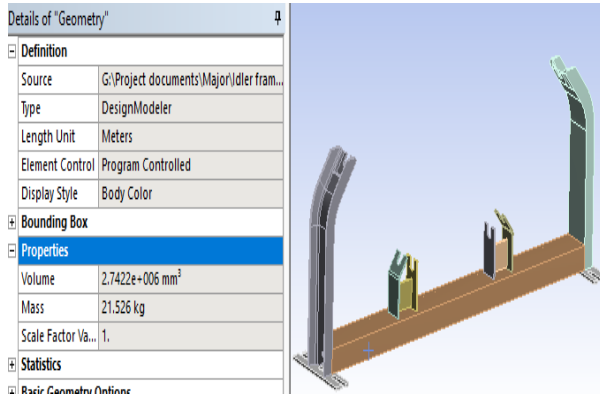 Details of "Geometry"
Definition
Source G:\Project documents\Major\Idler fram...
Type DesignModeler
Length Unit Meters
Element Control Program Controlled
Display Style Body Color
Bounding Box
Properties
Volume 2.7422e+006 mm³
Mass 21.526 kg
Scale Factor Va... 1.
Statistics
Basic Geometry Options